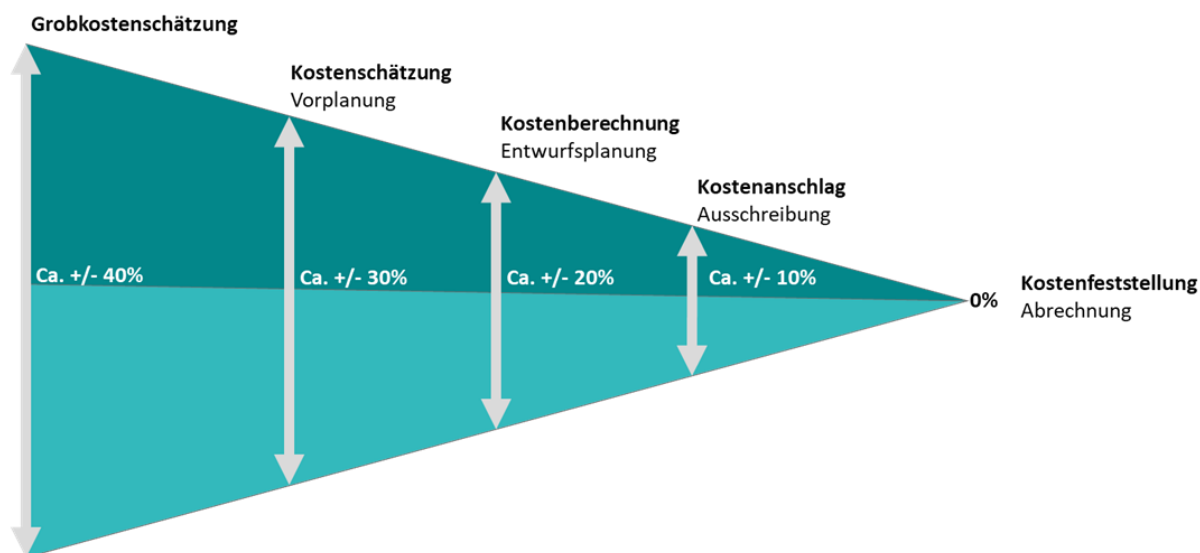 Grobkostenschätzung
Kostenschätzung
Vorplanung
Kostenberechnung
Entwurfsplanung
Kostenanschlag
Ausschreibung
Ca. +/- 40%
Ca. +/- 30%
Ca. +/- 20%
Ca. +/- 10%
0%
Kostenfeststellung
Abrechnung